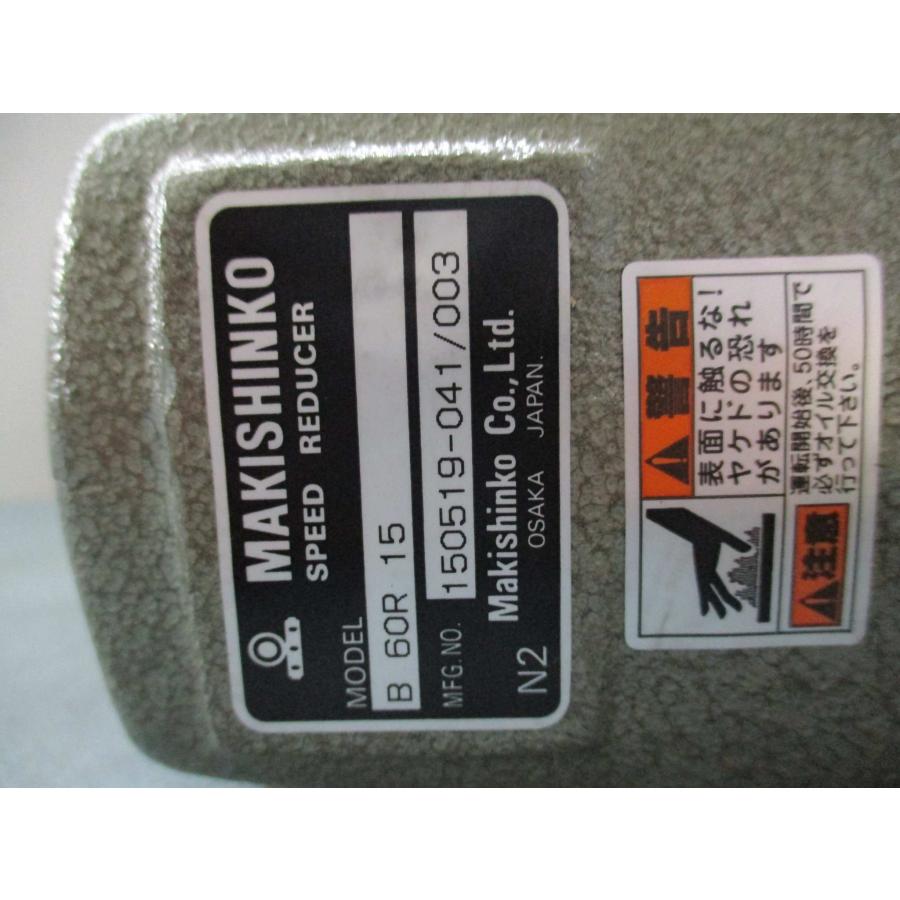 MAKISHINKO
SPEED REDUCER
MODEL
B 60R 15
MFG.NO. 150519-041/003
Makishinko Co.,Ltd.
N2 OSAKA JAPAN.
警告
表面に触るな!
ヤケドの恐れ
があります
注意
運転開始後、50時間で
必ずオイル交換を
行って下さい。